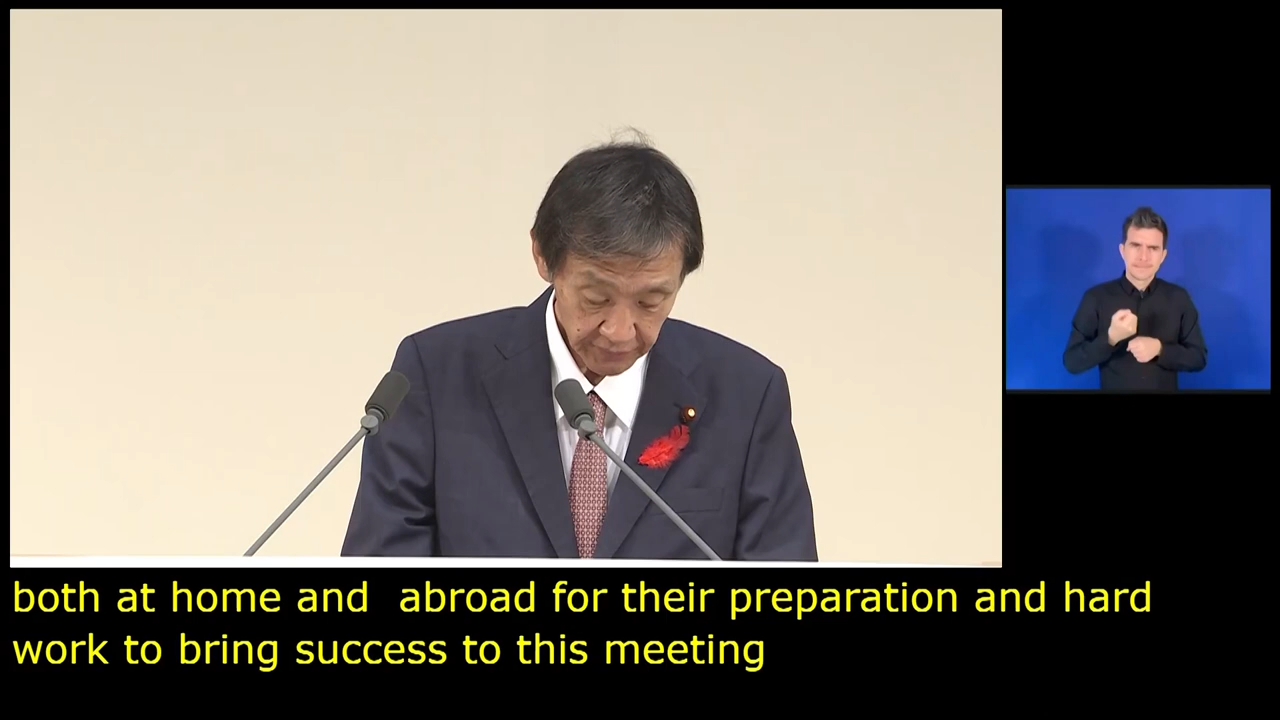 both at home and  abroad for their preparation and hard
work to bring success to this meeting